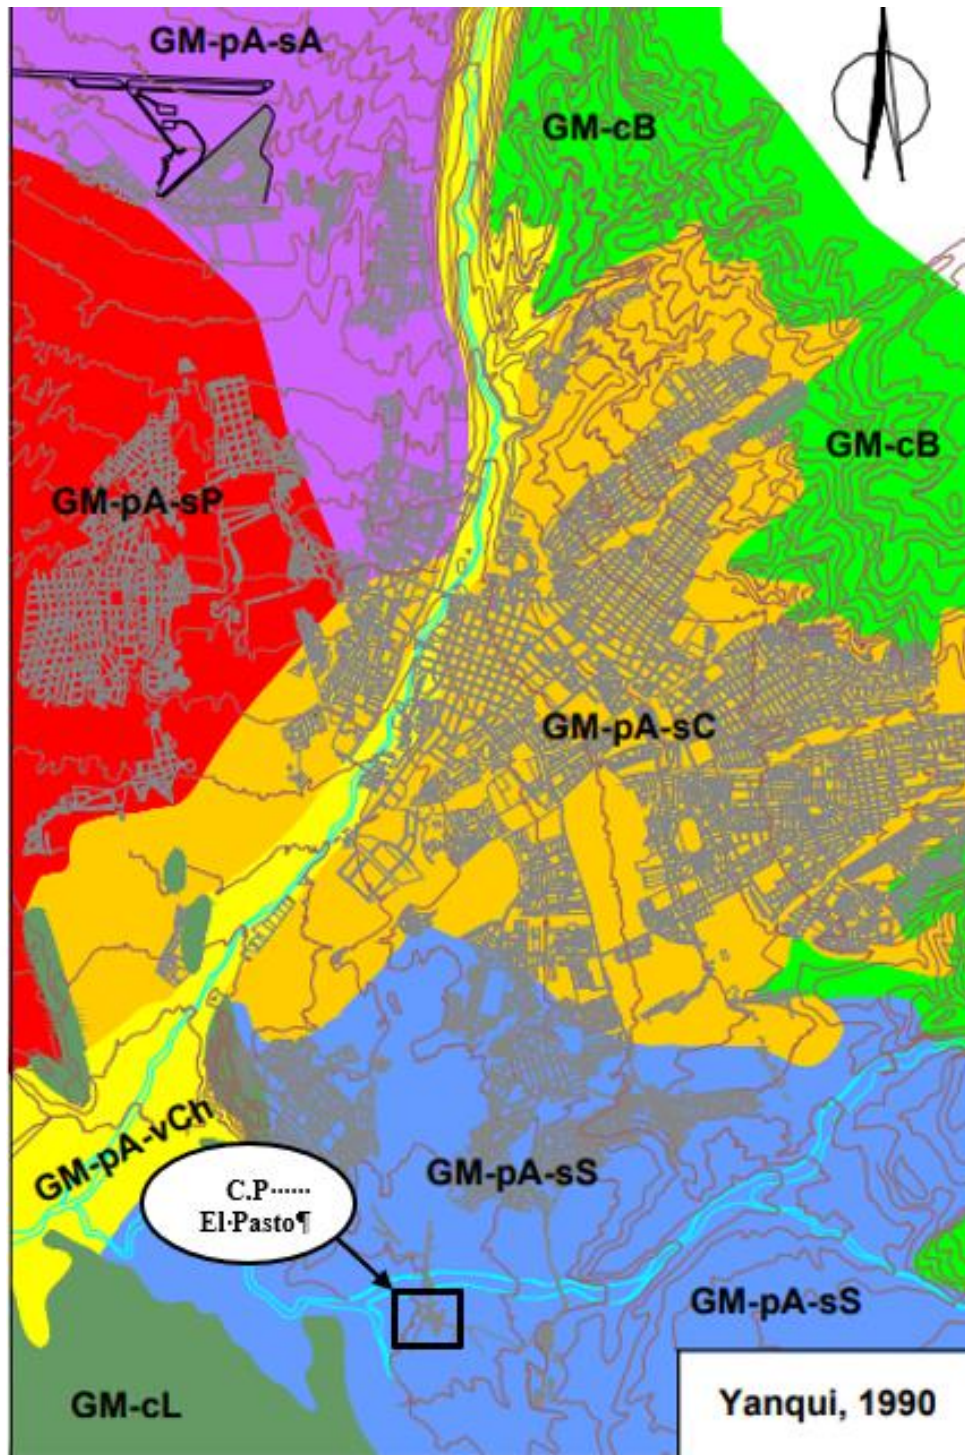 GM-pA-sA
GM-cB
GM-cB
GM-pA-sP
GM-pA-sC
GM-pA-vCh
C.P······
El·Pasto¶
GM-pA-sS
GM-pA-sS
GM-cL
Yanqui, 1990